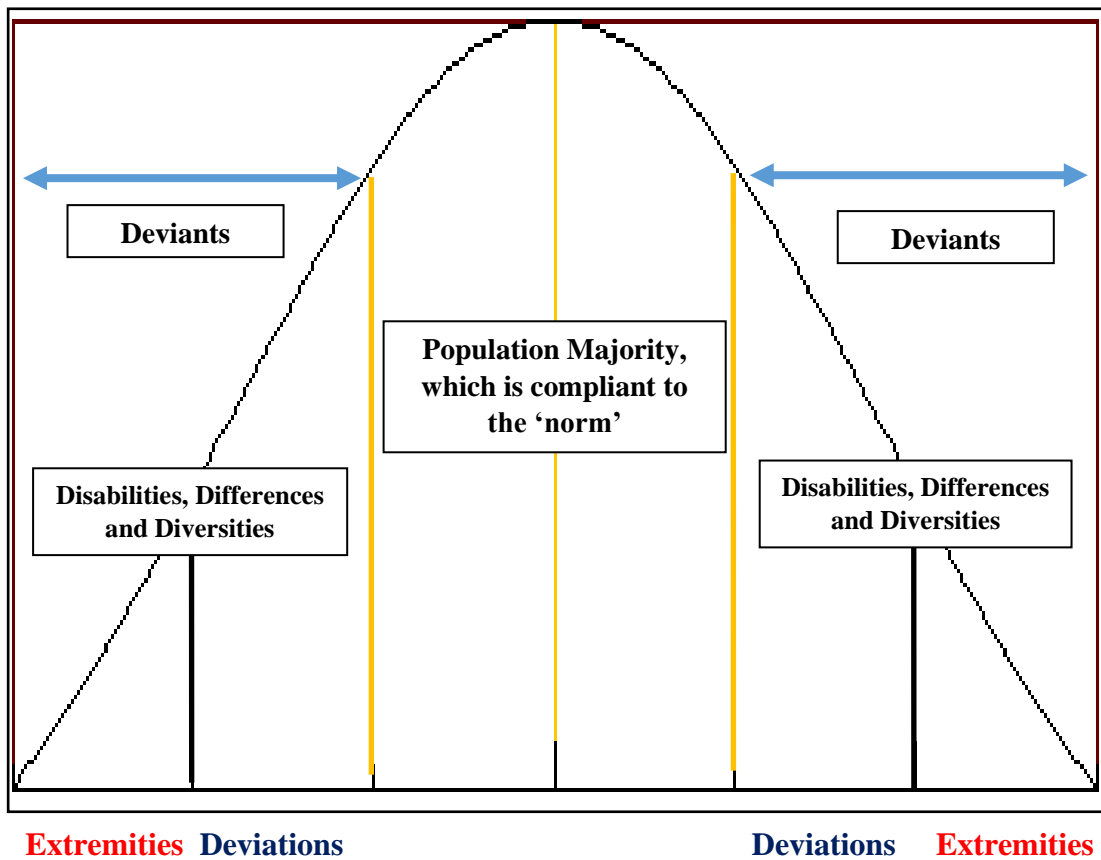 Deviants
Deviants
Population Majority,
which is compliant to
the ‘norm’
Disabilities, Differences
and Diversities
Disabilities, Differences
and Diversities
Extremities Deviations Deviations Extremities